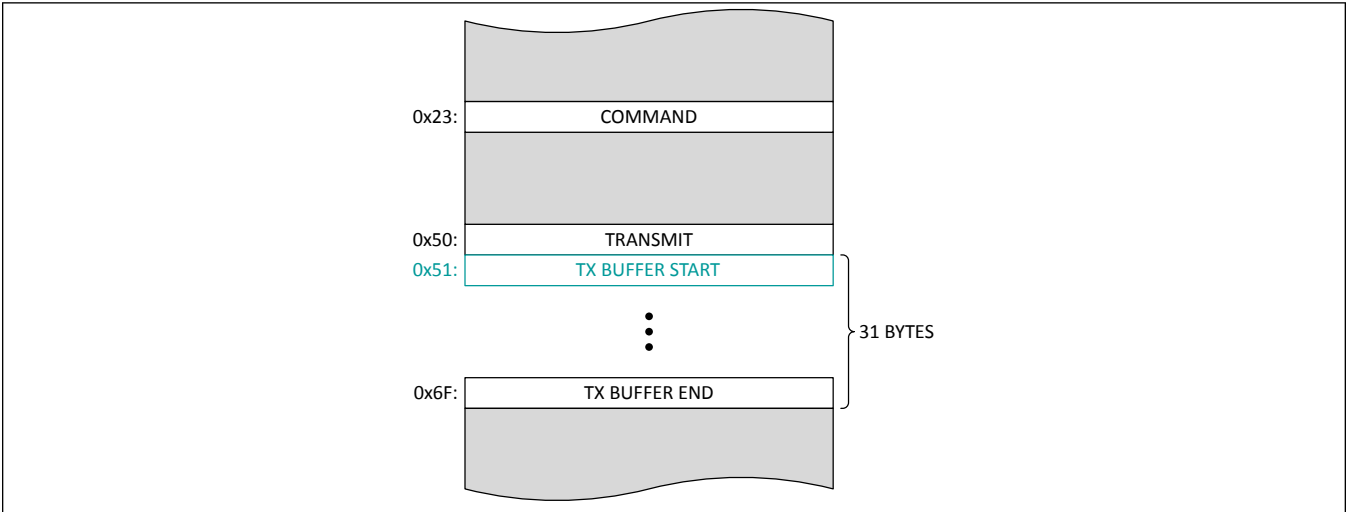 0x23: COMMAND
0x50: TRANSMIT
0x51: TX BUFFER START
31 BYTES
0x6F: TX BUFFER END